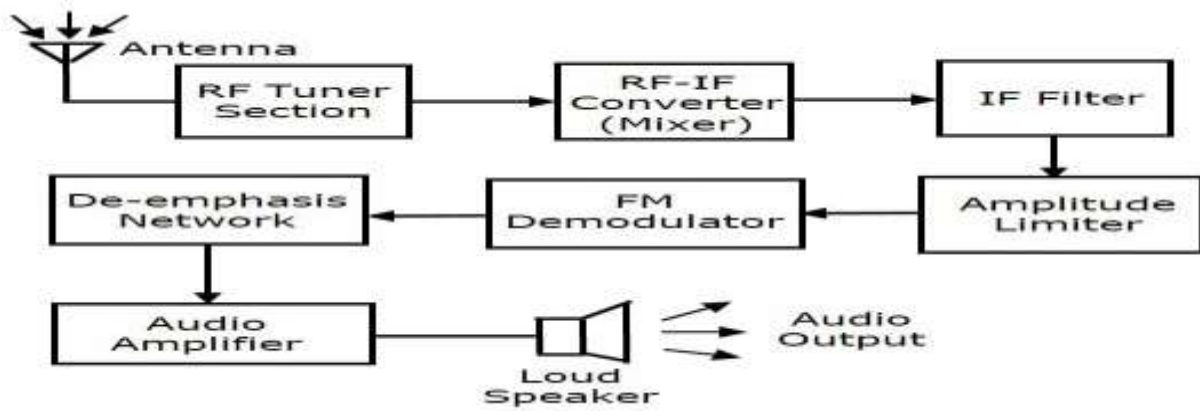 Antenna
RF Tuner
Section
RF-IF
Converter
(Mixer)
IF Filter
Amplitude
Limiter
FM
Demodulator
De-emphasis
Network
Audio
Amplifier
Loud
Speaker
Audio
Output